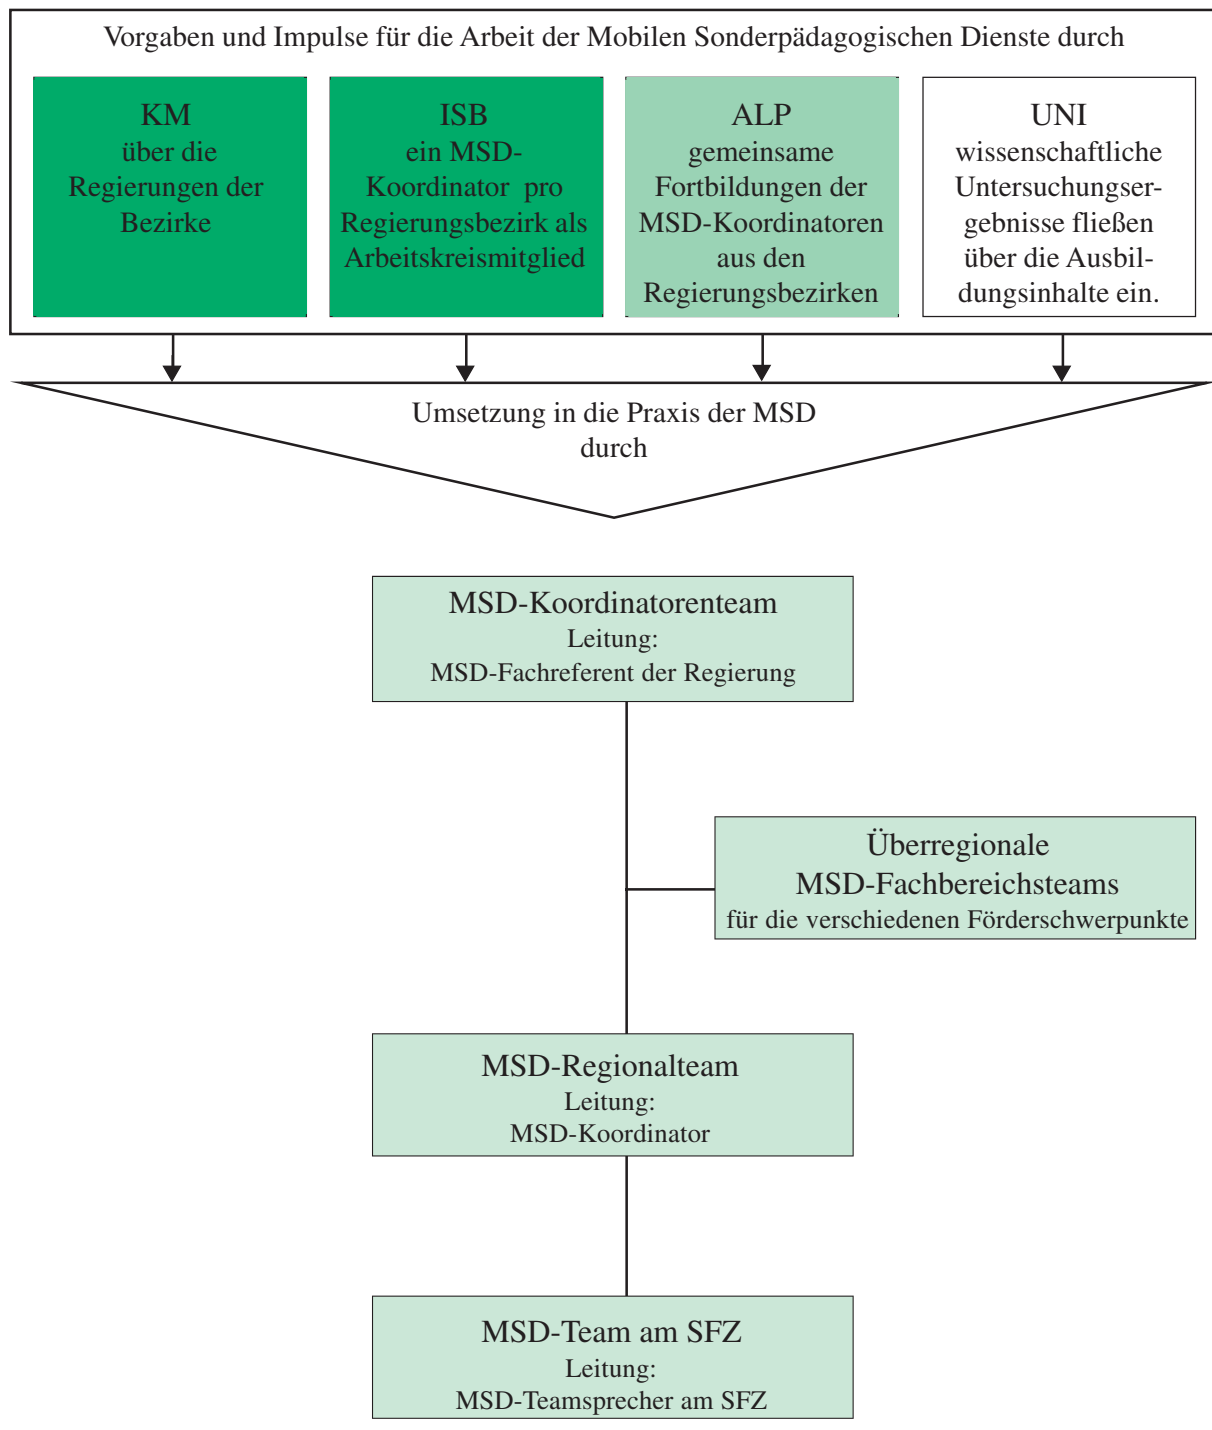 Vorgaben und Impulse für die Arbeit der Mobilen Sonderpädagogischen Dienste durch
KM
über die
Regierungen der
Bezirke
ISB
ein MSD-
Koordinator pro
Regierungsbezirk als
Arbeitskreismitglied
ALP
gemeinsame
Fortbildungen der
MSD-Koordinatoren
aus den
Regierungsbezirken
UNI
wissenschaftliche
Untersuchungser-
gebnisse fließen
über die Ausbil-
dungsinhalte ein.
Umsetzung in die Praxis der MSD
durch
MSD-Koordinatorenteam
Leitung:
MSD-Fachreferent der Regierung
Überregionale
MSD-Fachbereichsteams
für die verschiedenen Förderschwerpunkte
MSD-Regionalteam
Leitung:
MSD-Koordinator
MSD-Team am SFZ
Leitung:
MSD-Teamsprecher am SFZ